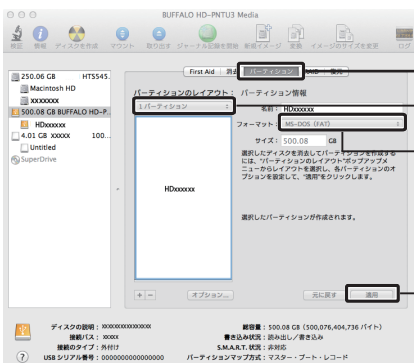 BUFFALO HD-PNTU3 Media
検証 情報 ディスクを作成 マウント 取り出す ジャーナル記録を開始 新規イメージ 変換 イメージのサイズを変更 ログ
250.06 GB HTS545.
Macintosh HD
xxxxxxx
500.08 GB BUFFALO HD-P..
HDxxxxxx
4.01 GB XXXXX 100...
Untitled
SuperDrive
First Aid 消去 パーティション RAID 復元
パーティションのレイアウト： パーティション情報
1 パーティション
名前： HDxxxxxx
フォーマット： MS-DOS (FAT)
サイズ： 500.08 GB
選択したディスクを消去してパーティションを作成する
には、"パーティションのレイアウト"ポップアップメ
ニューからレイアウトを選択し、各パーティションのオ
プションを設定して、"適用"をクリックします。
HDxxxxxx
選択したパーティションが作成されます。
+ − オプション... 元に戻す 適用
ディスクの説明： xxxxxxxxxxxxxxx 総容量： 500.08 GB (500,076,404,736 バイト)
接続バス： xxxxx 書き込み状況： 読み出し／書き込み
接続のタイプ： 外付け S.M.A.R.T. 状況： 非対応
USB シリアル番号： 0000000000000000 パーティションマップ方式： マスター・ブート・レコード
?